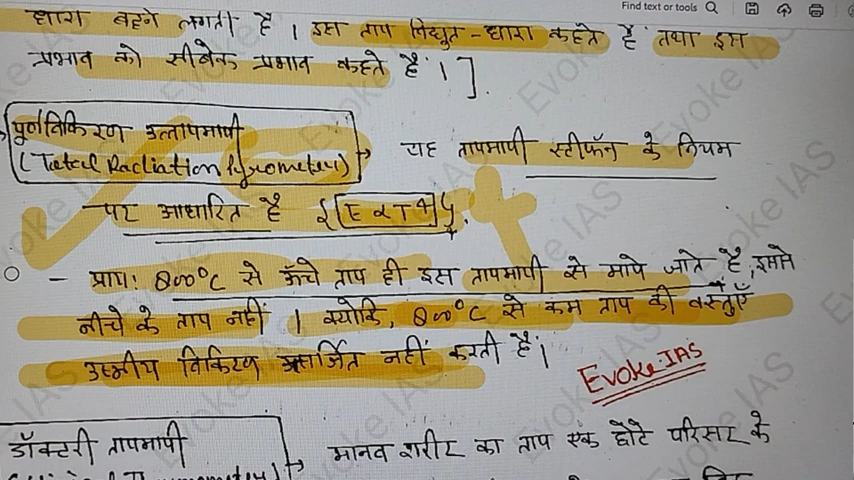 Find text or tools
धारा बहने लगती है । इस ताप विद्युत - धारा कहते हैं तथा इस
प्रभाव को सीबेक प्रभाव कहते हैं । ]
पूर्णविकिरण उत्तापमापी
(Total Radiation Pyrometer) → यह तापमापी स्टीफॅन के नियम
पर आधारित है { E ∝ T4 }
- प्रायः 800°C से ऊँचे ताप ही इस तापमापी से मापे जाते हैं, इससे
नीचे के ताप नहीं । क्योंकि, 800°C से कम ताप की वस्तुएँ
उष्मीय विकिरण उत्सर्जित नहीं करती हैं।
Evoke IAS
डॉक्टरी तापमापी → मानव शरीर का ताप एक छोटे परिसर के